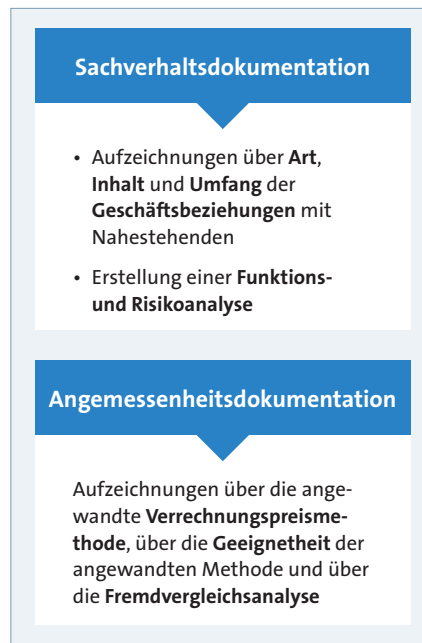 Sachverhaltsdokumentation
• Aufzeichnungen über Art,
Inhalt und Umfang der
Geschäftsbeziehungen mit
Nahestehenden
• Erstellung einer Funktions-
und Risikoanalyse
Angemessenheitsdokumentation
Aufzeichnungen über die ange-
wandte Verrechnungspreisme-
thode, über die Geeignetheit der
angewandten Methode und über
die Fremdvergleichsanalyse